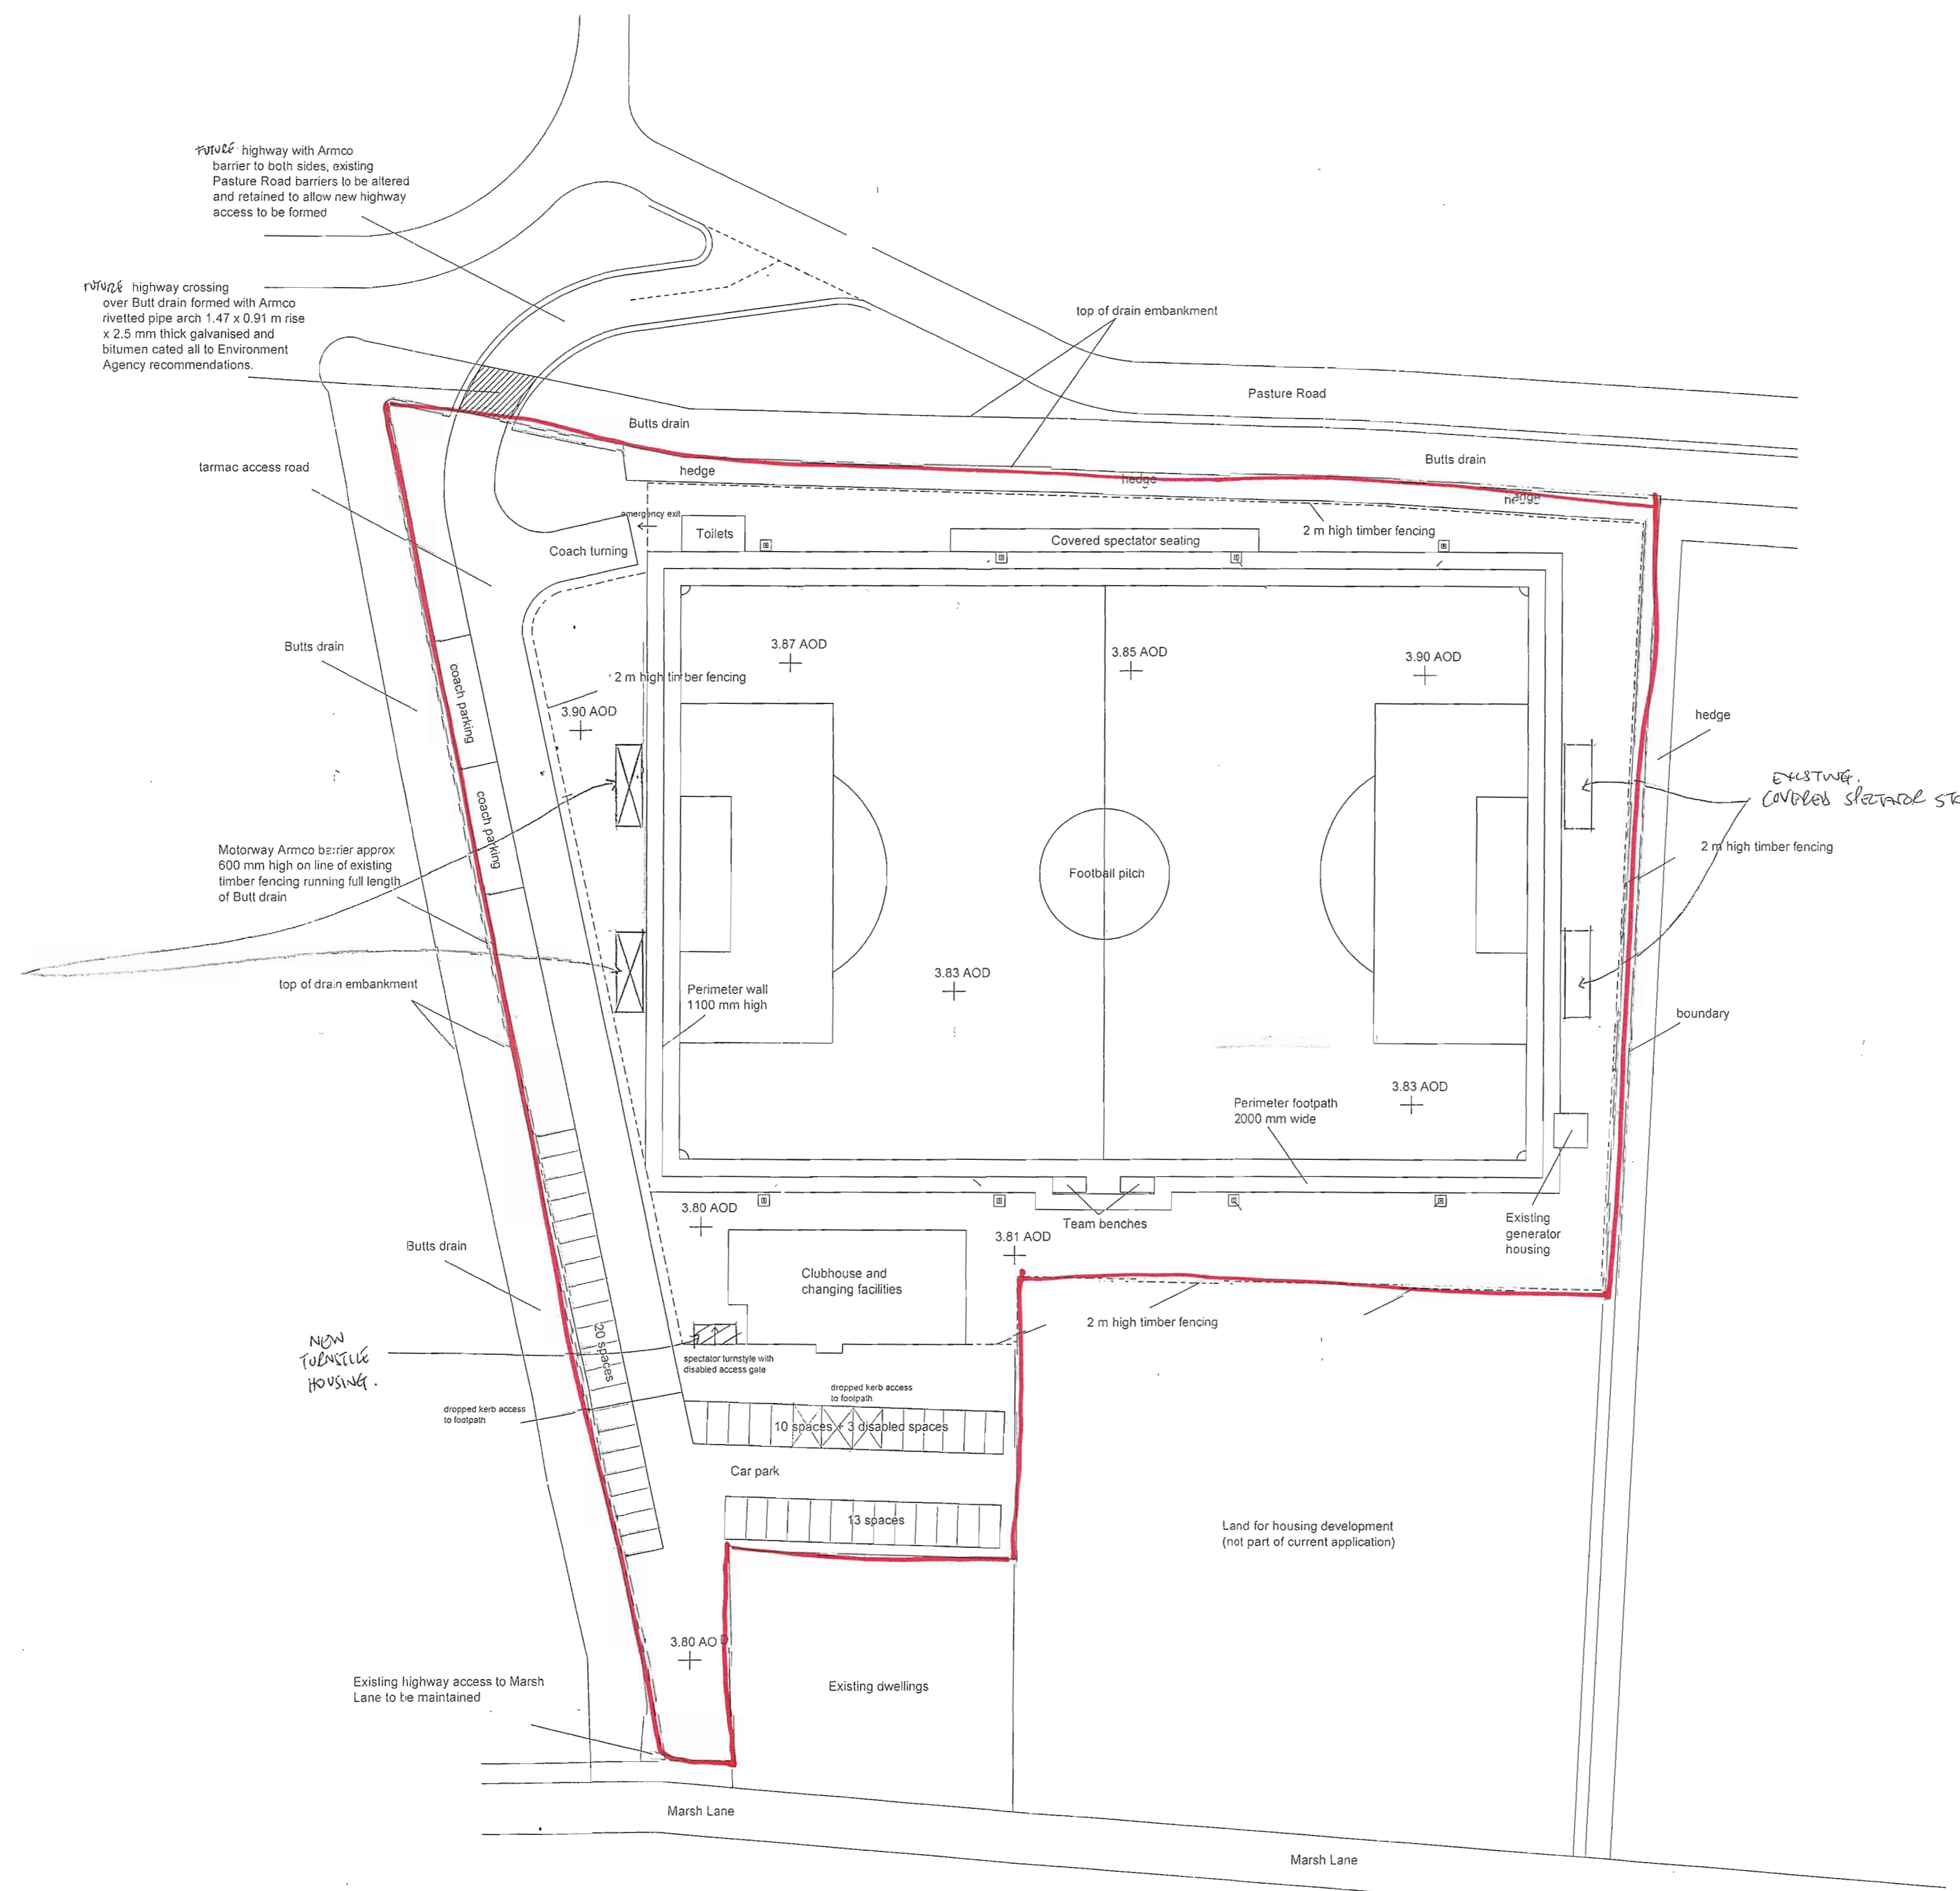 FUTURE highway with Armco
barrier to both sides, existing
Pasture Road barriers to be altered
and retained to allow new highway
access to be formed
FUTURE highway crossing
over Butt drain formed with Armco
rivetted pipe arch 1.47 x 0.91 m rise
x 2.5 mm thick galvanised and
bitumen cated all to Environment
Agency recommendations.
top of drain embankment
Pasture Road
Butts drain
Butts drain
tarmac access road
hedge
hedge
hedge
emergency exit
Toilets
Coach turning
Covered spectator seating
2 m high timber fencing
Butts drain
coach parking
coach parking
2 m high timber fencing
3.87 AOD
3.85 AOD
3.90 AOD
3.90 AOD
hedge
EXISTING.
COVERED SPECTATOR
2 m high timber fencing
Motorway Armco barrier approx
600 mm high on line of existing
timber fencing running full length
of Butt drain
Football pitch
top of drain embankment
3.83 AOD
Perimeter wall
1100 mm high
boundary
3.83 AOD
Perimeter footpath
2000 mm wide
3.80 AOD
Team benches
3.81 AOD
Existing
generator
housing
Butts drain
Clubhouse and
changing facilities
2 m high timber fencing
NEW
TURNSTILE
HOUSING.
20 spaces
spectator turnstyle with
disabled access gate
dropped kerb access
to footpath
dropped kerb access
to footpath
10 spaces + 3 disabled spaces
Car park
13 spaces
Land for housing development
(not part of current application)
3.80 AOD
Existing highway access to Marsh
Lane to be maintained
Existing dwellings
Marsh Lane
Marsh Lane